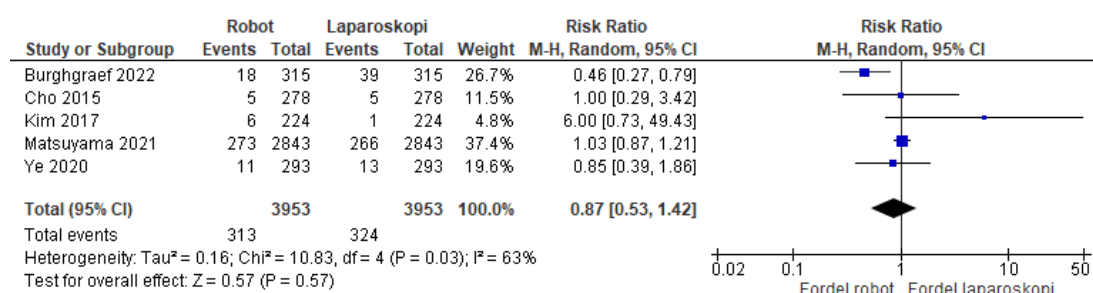 Robot Laparoskopi Risk Ratio Risk Ratio
Study or Subgroup Events Total Events Total Weight M-H, Random, 95% CI M-H, Random, 95% CI
Burghgraef 2022 18 315 39 315 26.7% 0.46 [0.27, 0.79]
Cho 2015 5 278 5 278 11.5% 1.00 [0.29, 3.42]
Kim 2017 6 224 1 224 4.8% 6.00 [0.73, 49.43]
Matsuyama 2021 273 2843 266 2843 37.4% 1.03 [0.87, 1.21]
Ye 2020 11 293 13 293 19.6% 0.85 [0.39, 1.86]
Total (95% CI) 3953 3953 100.0% 0.87 [0.53, 1.42]
Total events 313 324
Heterogeneity: Tau² = 0.16; Chi² = 10.83, df = 4 (P = 0.03); I² = 63%
Test for overall effect: Z = 0.57 (P = 0.57)
0.02 0.1 1 10 50
Fordel robot Fordel laparoskopi